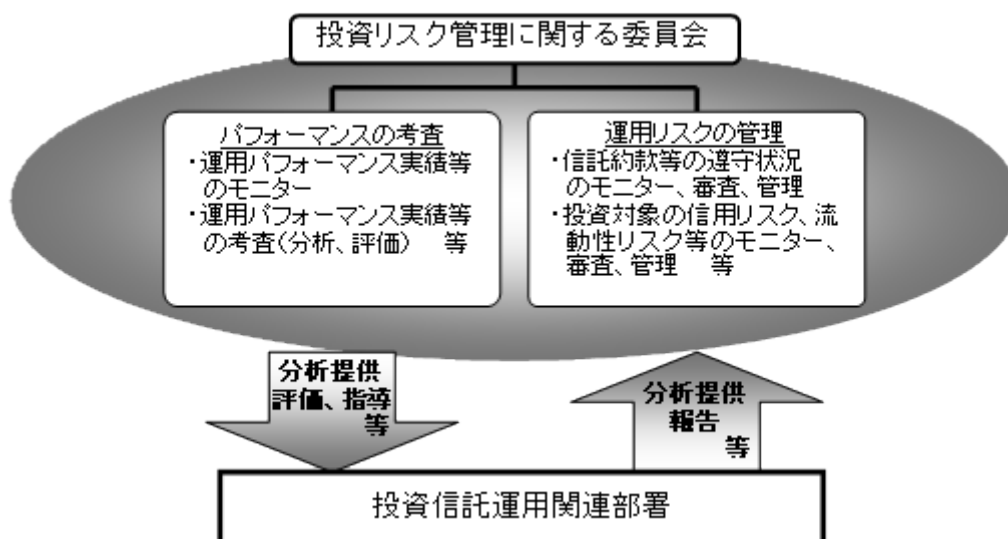 投資リスク管理に関する委員会
パフォーマンスの考査
・運用パフォーマンス実績等
のモニター
・運用パフォーマンス実績等
の考査(分析、評価) 等
運用リスクの管理
・信託約款等の遵守状況
のモニター、審査、管理
・投資対象の信用リスク、流
動性リスク等のモニター、
審査、管理 等
分析提供
評価、指導
等
分析提供
報告
等
投資信託運用関連部署